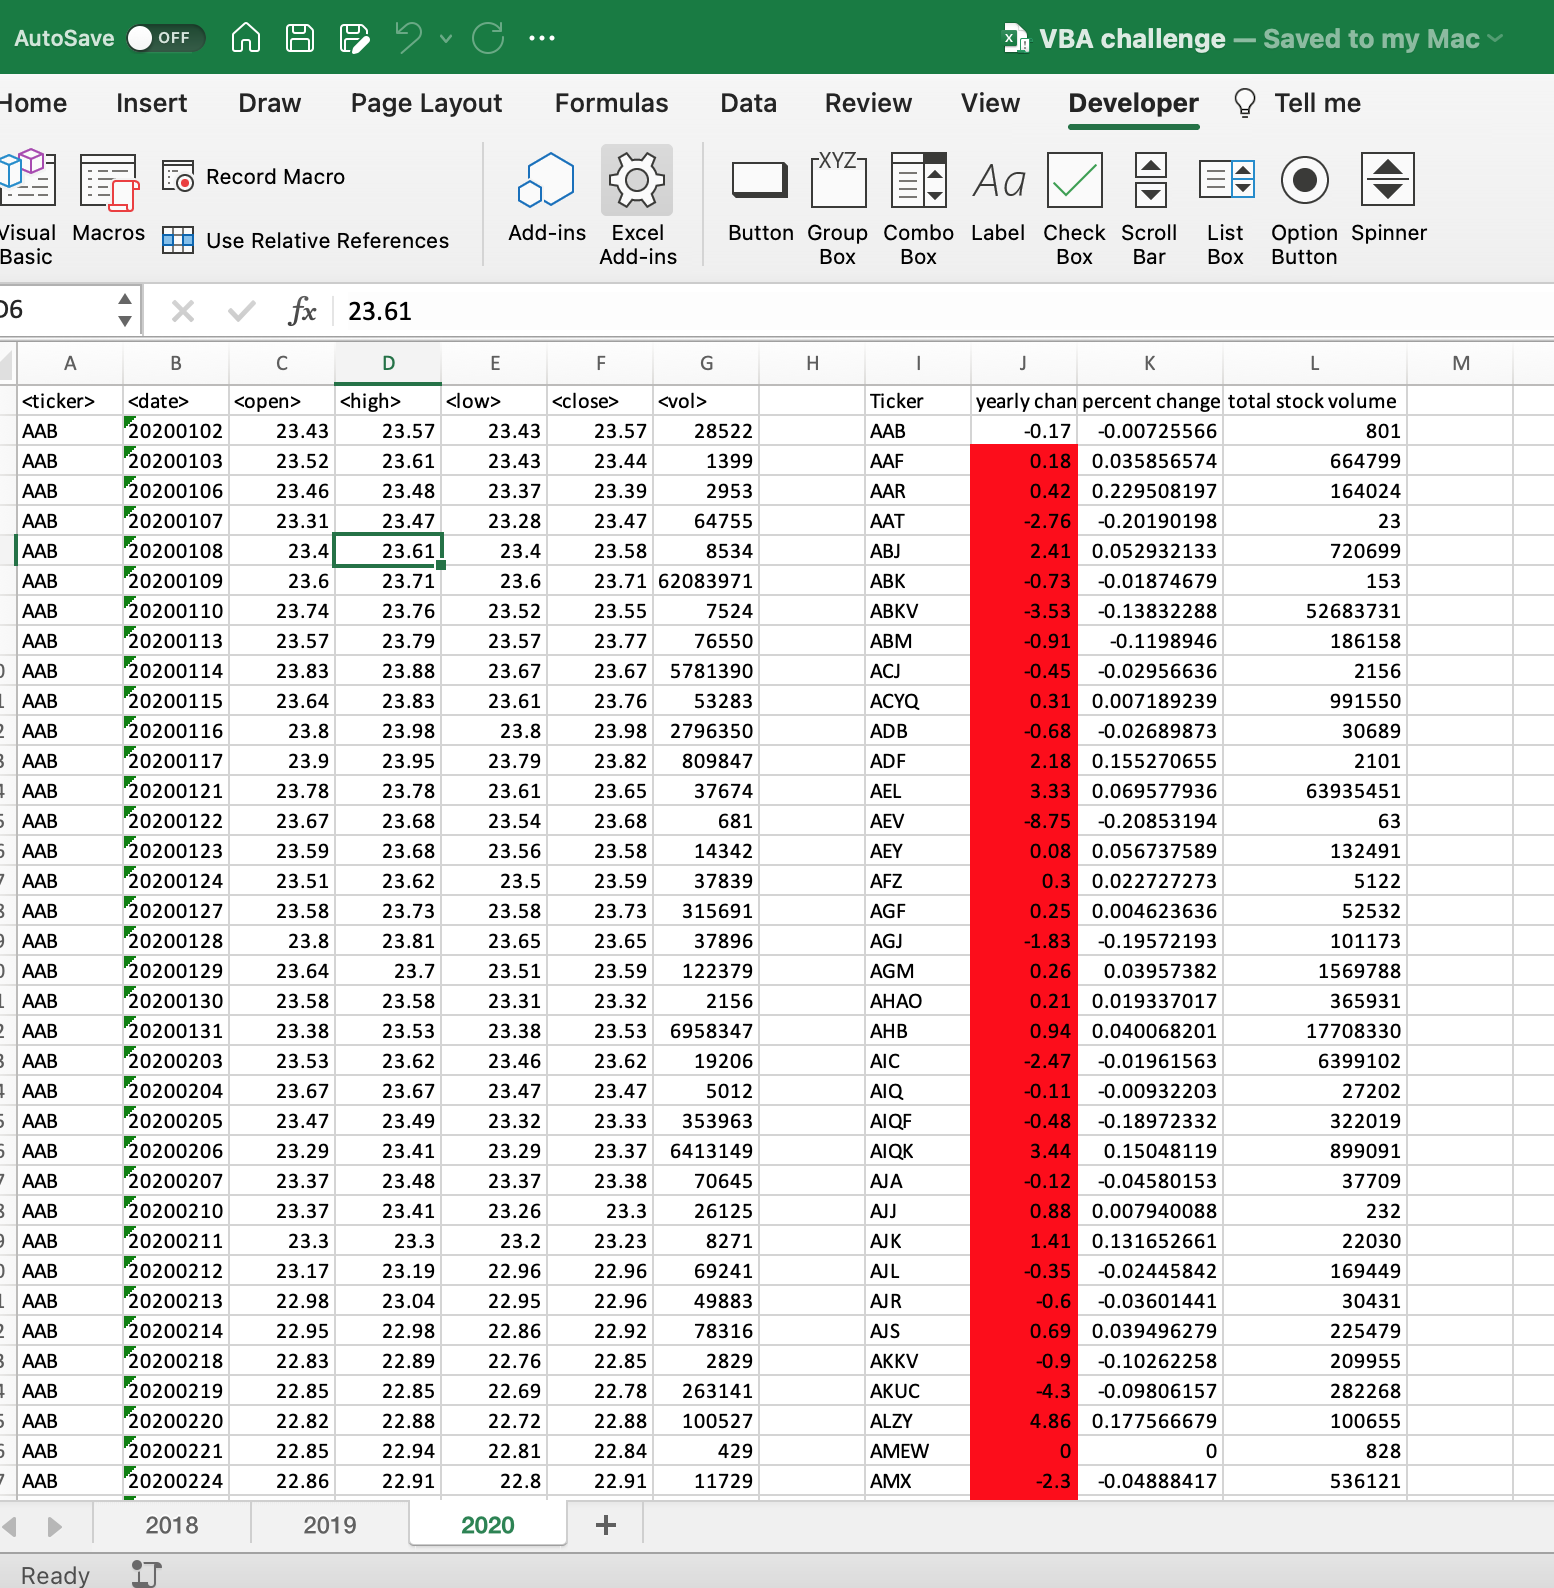 AutoSave OFF VBA challenge — Saved to my Mac
Home Insert Draw Page Layout Formulas Data Review View Developer Tell me
Visual Basic Macros Record Macro Use Relative References Add-ins Excel Add-ins Button Group Box Combo Box Label Check Box Scroll Bar List Box Option Button Spinner
XYZ Aa
D6 fx 23.61
A B C D E F G H I J K L M
<ticker> <date> <open> <high> <low> <close> <vol> Ticker yearly chan percent change total stock volume
AAB 20200102 23.43 23.57 23.43 23.57 28522 AAB -0.17 -0.00725566 801
AAB 20200103 23.52 23.61 23.43 23.44 1399 AAF 0.18 0.035856574 664799
AAB 20200106 23.46 23.48 23.37 23.39 2953 AAR 0.42 0.229508197 164024
AAB 20200107 23.31 23.47 23.28 23.47 64755 AAT -2.76 -0.20190198 23
AAB 20200108 23.4 23.61 23.4 23.58 8534 ABJ 2.41 0.052932133 720699
AAB 20200109 23.6 23.71 23.6 23.71 62083971 ABK -0.73 -0.01874679 153
AAB 20200110 23.74 23.76 23.52 23.55 7524 ABKV -3.53 -0.13832288 52683731
AAB 20200113 23.57 23.79 23.57 23.77 76550 ABM -0.91 -0.1198946 186158
AAB 20200114 23.83 23.88 23.67 23.67 5781390 ACJ -0.45 -0.02956636 2156
AAB 20200115 23.64 23.83 23.61 23.76 53283 ACYQ 0.31 0.007189239 991550
AAB 20200116 23.8 23.98 23.8 23.98 2796350 ADB -0.68 -0.02689873 30689
AAB 20200117 23.9 23.95 23.79 23.82 809847 ADF 2.18 0.155270655 2101
AAB 20200121 23.78 23.78 23.61 23.65 37674 AEL 3.33 0.069577936 63935451
AAB 20200122 23.67 23.68 23.54 23.68 681 AEV -8.75 -0.20853194 63
AAB 20200123 23.59 23.68 23.56 23.58 14342 AEY 0.08 0.056737589 132491
AAB 20200124 23.51 23.62 23.5 23.59 37839 AFZ 0.3 0.022727273 5122
AAB 20200127 23.58 23.73 23.58 23.73 315691 AGF 0.25 0.004623636 52532
AAB 20200128 23.8 23.81 23.65 23.65 37896 AGJ -1.83 -0.19572193 101173
AAB 20200129 23.64 23.7 23.51 23.59 122379 AGM 0.26 0.03957382 1569788
AAB 20200130 23.58 23.58 23.31 23.32 2156 AHAO 0.21 0.019337017 365931
AAB 20200131 23.38 23.53 23.38 23.53 6958347 AHB 0.94 0.040068201 17708330
AAB 20200203 23.53 23.62 23.46 23.62 19206 AIC -2.47 -0.01961563 6399102
AAB 20200204 23.67 23.67 23.47 23.47 5012 AIQ -0.11 -0.00932203 27202
AAB 20200205 23.47 23.49 23.32 23.33 353963 AIQF -0.48 -0.18972332 322019
AAB 20200206 23.29 23.41 23.29 23.37 6413149 AIQK 3.44 0.15048119 899091
AAB 20200207 23.37 23.48 23.37 23.38 70645 AJA -0.12 -0.04580153 37709
AAB 20200210 23.37 23.41 23.26 23.3 26125 AJJ 0.88 0.007940088 232
AAB 20200211 23.3 23.3 23.2 23.23 8271 AJK 1.41 0.131652661 22030
AAB 20200212 23.17 23.19 22.96 22.96 69241 AJL -0.35 -0.02445842 169449
AAB 20200213 22.98 23.04 22.95 22.96 49883 AJR -0.6 -0.03601441 30431
AAB 20200214 22.95 22.98 22.86 22.92 78316 AJS 0.69 0.039496279 225479
AAB 20200218 22.83 22.89 22.76 22.85 2829 AKKV -0.9 -0.10262258 209955
AAB 20200219 22.85 22.85 22.69 22.78 263141 AKUC -4.3 -0.09806157 282268
AAB 20200220 22.82 22.88 22.72 22.88 100527 ALZY 4.86 0.177566679 100655
AAB 20200221 22.85 22.94 22.81 22.84 429 AMEW 0 0 828
AAB 20200224 22.86 22.91 22.8 22.91 11729 AMX -2.3 -0.04888417 536121
2018 2019 2020 +
Ready